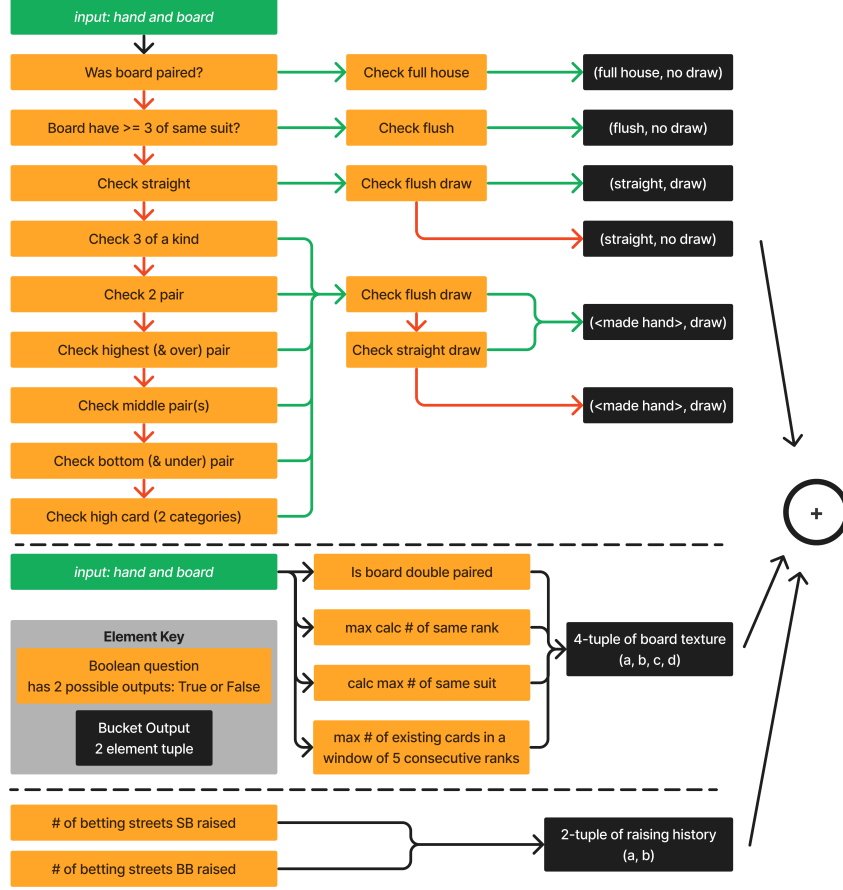 input: hand and board
Was board paired?
Check full house
(full house, no draw)
Board have >= 3 of same suit?
Check flush
(flush, no draw)
Check straight
Check flush draw
(straight, draw)
Check 3 of a kind
(straight, no draw)
Check 2 pair
Check flush draw
(<made hand>, draw)
Check highest (& over) pair
Check straight draw
Check middle pair(s)
(<made hand>, draw)
Check bottom (& under) pair
Check high card (2 categories)
+
input: hand and board
Is board double paired
max calc # of same rank
calc max # of same suit
max # of existing cards in a
window of 5 consecutive ranks
4-tuple of board texture
(a, b, c, d)
Element Key
Boolean question
has 2 possible outputs: True or False
Bucket Output
2 element tuple
# of betting streets SB raised
# of betting streets BB raised
2-tuple of raising history
(a, b)